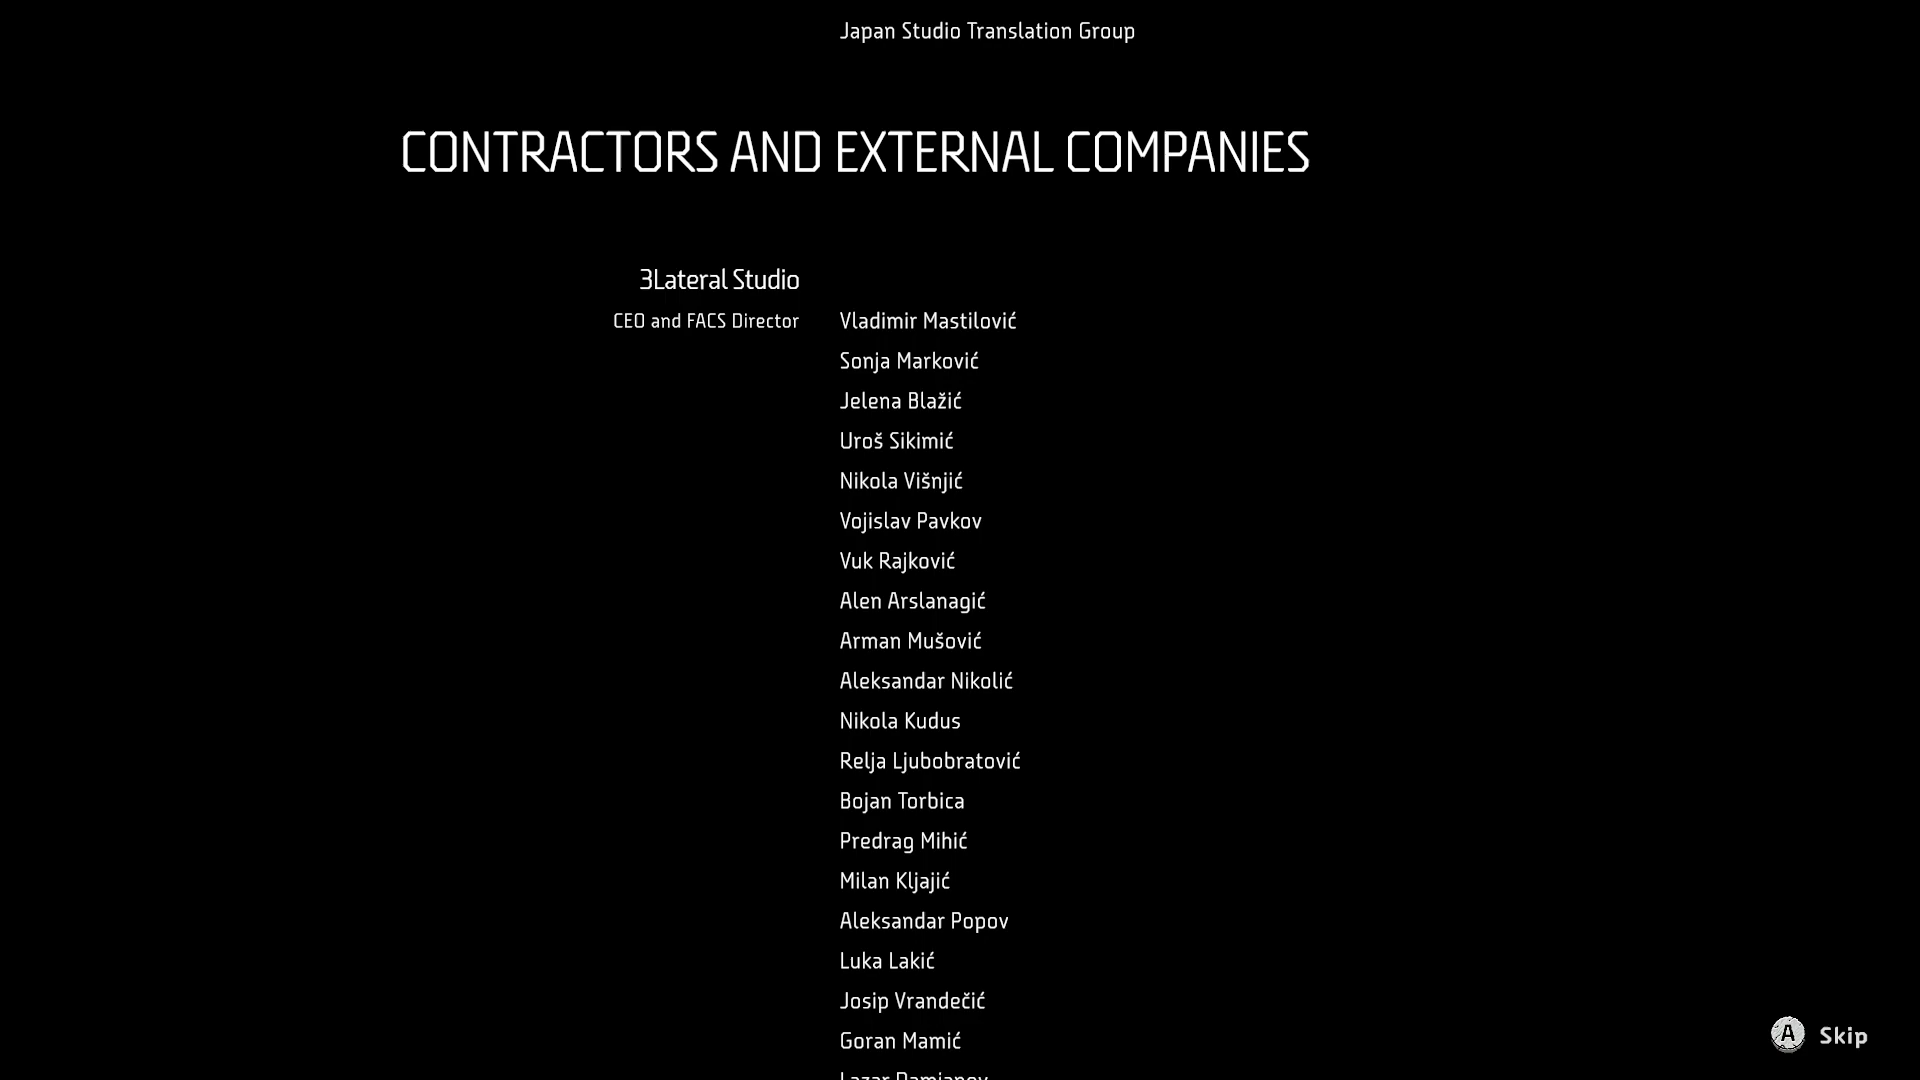 Japan Studio Translation Group
CONTRACTORS AND EXTERNAL COMPANIES
3Lateral Studio
CEO and FACS Director Vladimir Mastilović
Sonja Marković
Jelena Blažić
Uroš Sikimić
Nikola Višnjić
Vojislav Pavkov
Vuk Rajković
Alen Arslanagić
Arman Mušović
Aleksandar Nikolić
Nikola Kudus
Relja Ljubobratović
Bojan Torbica
Predrag Mihić
Milan Kljajić
Aleksandar Popov
Luka Lakić
Josip Vrandečić
Goran Mamić
Lazar Damjanov
A Skip